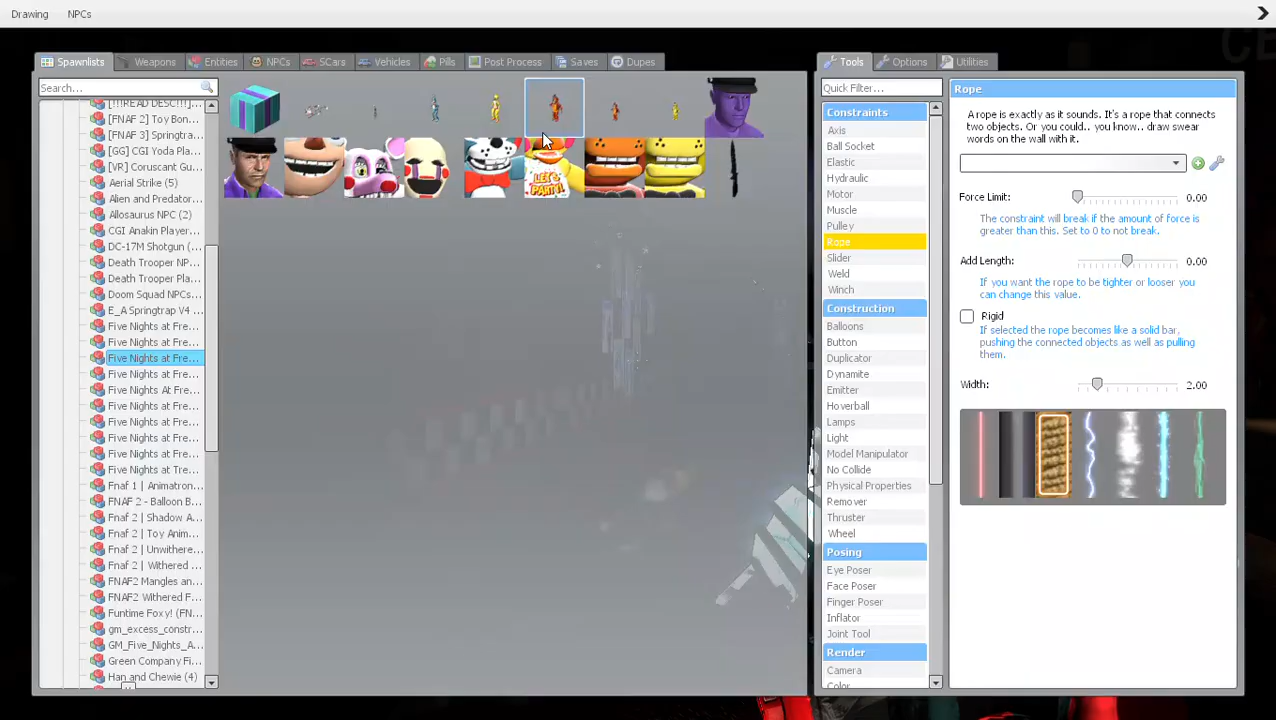 Drawing NPCs
Spawnlists Weapons Entities NPCs SCars Vehicles Pills Post Process Saves Dupes
Search...
[!!!READ DESC!!!]...
[FNAF 2] Toy Bon...
[FNAF 3] Springtra...
[GG] CGI Yoda Pla...
[VR] Coruscant Gu...
Aerial Strike (5)
Alien and Predator...
Allosaurus NPC (2)
CGI Anakin Player...
DC-17M Shotgun (...
Death Trooper NP...
Death Trooper Pla...
Doom Squad NPCs...
E_A Springtrap V4 ...
Five Nights at Fre...
Five Nights at Fre...
Five Nights at Fre...
Five Nights at Fre...
Five Nights At Fre...
Five Nights at Fre...
Five Nights at Fre...
Five Nights at Fre...
Five Nights at Fre...
Five Nights at Tre...
Fnaf 1 | Animatron...
FNAF 2 - Balloon B...
Fnaf 2 | Shadow A...
Fnaf 2 | Toy Anim...
Fnaf 2 | Unwithere...
Fnaf 2 | Withered ...
FNAF2 Mangles an...
FNAF2 Withered F...
Funtime Foxy! (FN...
gm_excess_constr...
GM_Five_Nights_A...
Green Company Fi...
Han and Chewie (4)
LET'S
PARTY!
Tools Options Utilities
Quick Filter...
Constraints
Axis
Ball Socket
Elastic
Hydraulic
Motor
Muscle
Pulley
Rope
Slider
Weld
Winch
Construction
Balloons
Button
Duplicator
Dynamite
Emitter
Hoverball
Lamps
Light
Model Manipulator
No Collide
Physical Properties
Remover
Thruster
Wheel
Posing
Eye Poser
Face Poser
Finger Poser
Inflator
Joint Tool
Render
Camera
Color
Rope
A rope is exactly as it sounds. It's a rope that connects
two objects. Or you could.. you know.. draw swear
words on the wall with it.
Force Limit: 0.00
The constraint will break if the amount of force is
greater than this. Set to 0 to not break.
Add Length: 0.00
If you want the rope to be tighter or looser you
can change this value.
Rigid
If selected the rope becomes like a solid bar,
pushing the connected objects as well as pulling
them.
Width: 2.00